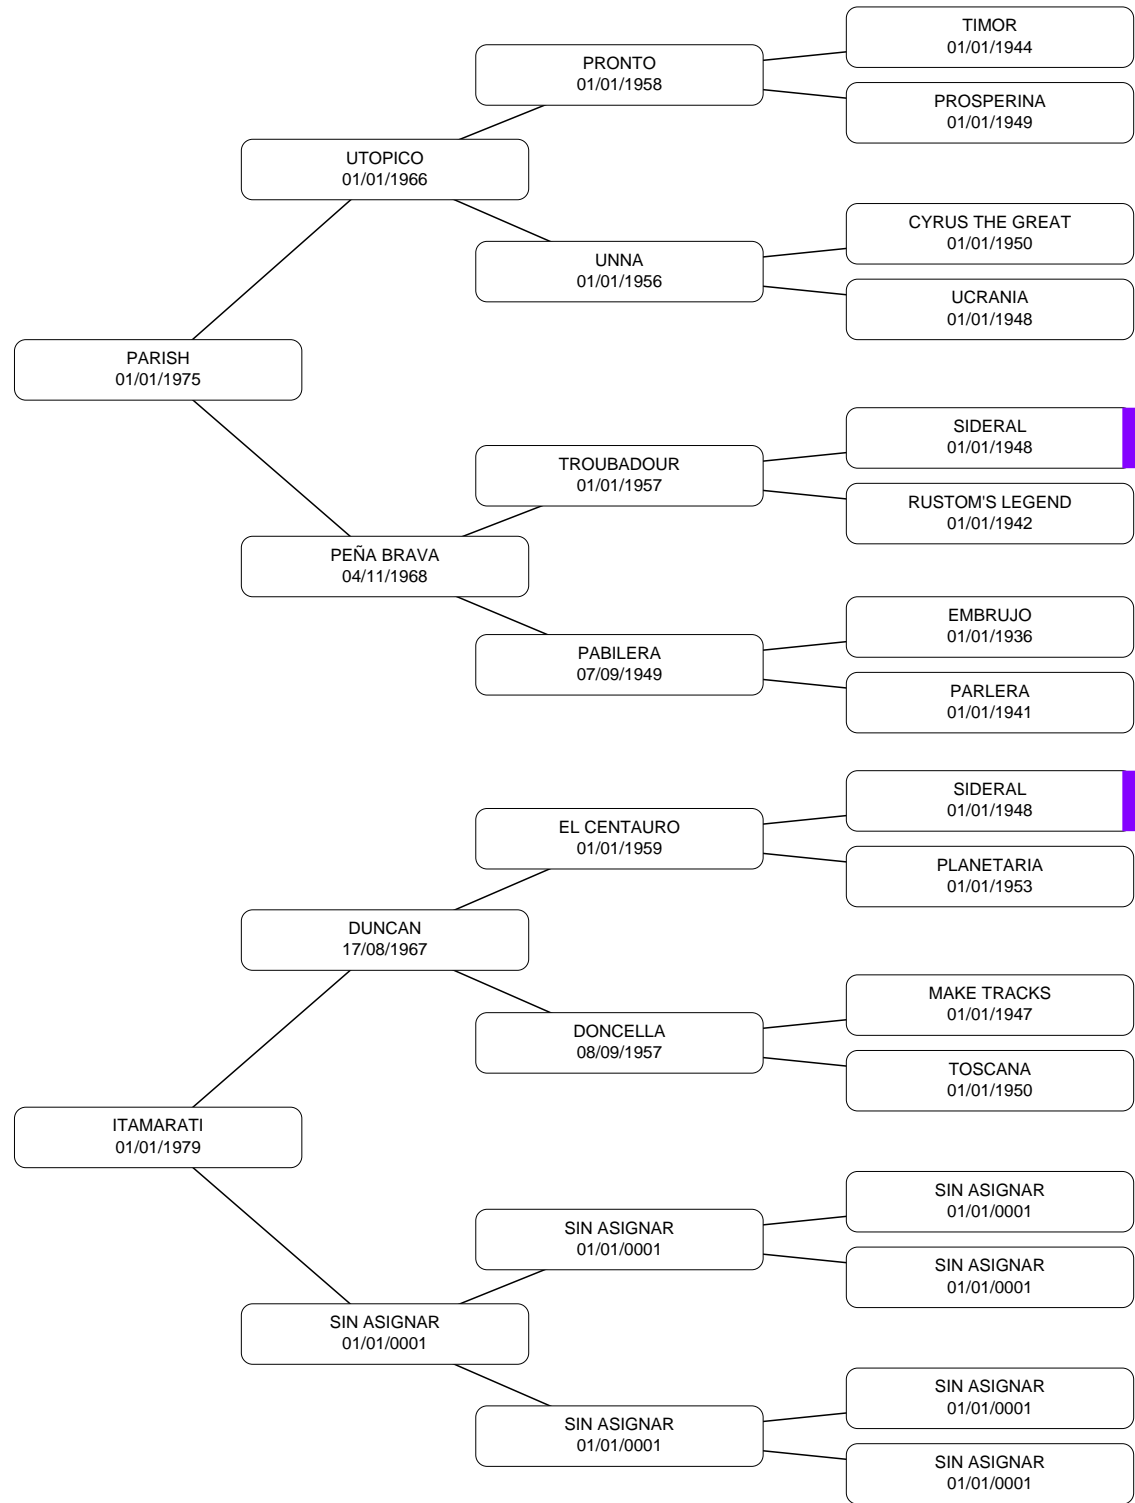 TIMOR
01/01/1944
PRONTO
01/01/1958
PROSPERINA
01/01/1949
UTOPICO
01/01/1966
CYRUS THE GREAT
01/01/1950
UNNA
01/01/1956
UCRANIA
01/01/1948
PARISH
01/01/1975
SIDERAL
01/01/1948
TROUBADOUR
01/01/1957
RUSTOM'S LEGEND
01/01/1942
PEÑA BRAVA
04/11/1968
EMBRUJO
01/01/1936
PABILERA
07/09/1949
PARLERA
01/01/1941
SIDERAL
01/01/1948
EL CENTAURO
01/01/1959
PLANETARIA
01/01/1953
DUNCAN
17/08/1967
MAKE TRACKS
01/01/1947
DONCELLA
08/09/1957
TOSCANA
01/01/1950
ITAMARATI
01/01/1979
SIN ASIGNAR
01/01/0001
SIN ASIGNAR
01/01/0001
SIN ASIGNAR
01/01/0001
SIN ASIGNAR
01/01/0001
SIN ASIGNAR
01/01/0001
SIN ASIGNAR
01/01/0001
SIN ASIGNAR
01/01/0001